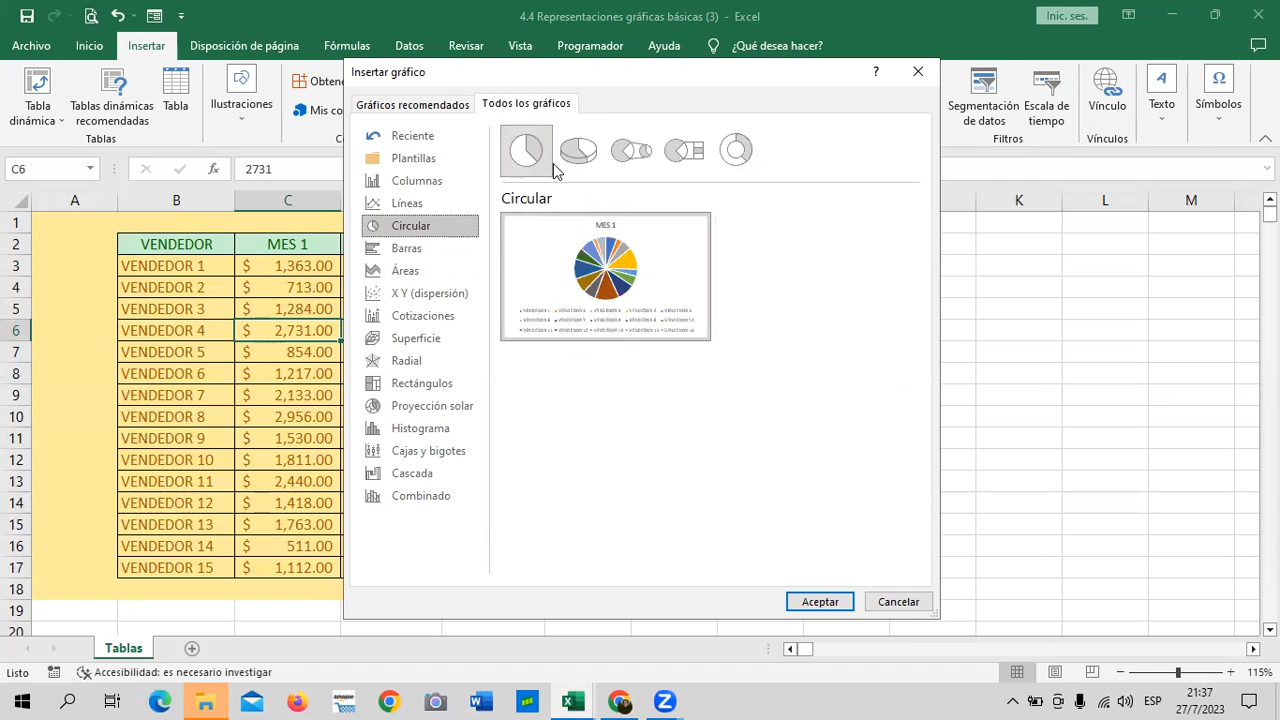 4.4 Representaciones gráficas básicas (3) — Excel
Inic. ses.
Archivo Inicio Insertar Disposición de página Fórmulas Datos Revisar Vista Programador Ayuda ¿Qué desea hacer?
Tabla dinámica
Tablas dinámicas recomendadas
Tabla
Tablas
Ilustraciones
Obtene
Mis co
Segmentación de datos
Escala de tiempo
Filtros
Vínculo
Vínculos
Texto
Símbolos
C6 fx 2731
Insertar gráfico ?
Gráficos recomendados Todos los gráficos
Reciente
Plantillas
Columnas
Líneas
Circular
Barras
Áreas
X Y (dispersión)
Cotizaciones
Superficie
Radial
Rectángulos
Proyección solar
Histograma
Cajas y bigotes
Cascada
Combinado
Circular
MES 1
Aceptar Cancelar
A B C K L M
1
2 VENDEDOR MES 1
3 VENDEDOR 1 $ 1,363.00
4 VENDEDOR 2 $ 713.00
5 VENDEDOR 3 $ 1,284.00
6 VENDEDOR 4 $ 2,731.00
7 VENDEDOR 5 $ 854.00
8 VENDEDOR 6 $ 1,217.00
9 VENDEDOR 7 $ 2,133.00
10 VENDEDOR 8 $ 2,956.00
11 VENDEDOR 9 $ 1,530.00
12 VENDEDOR 10 $ 1,811.00
13 VENDEDOR 11 $ 2,440.00
14 VENDEDOR 12 $ 1,418.00
15 VENDEDOR 13 $ 1,763.00
16 VENDEDOR 14 $ 511.00
17 VENDEDOR 15 $ 1,112.00
18
19
20
Tablas
Listo Accesibilidad: es necesario investigar 115%
ESP 21:37
27/7/2023